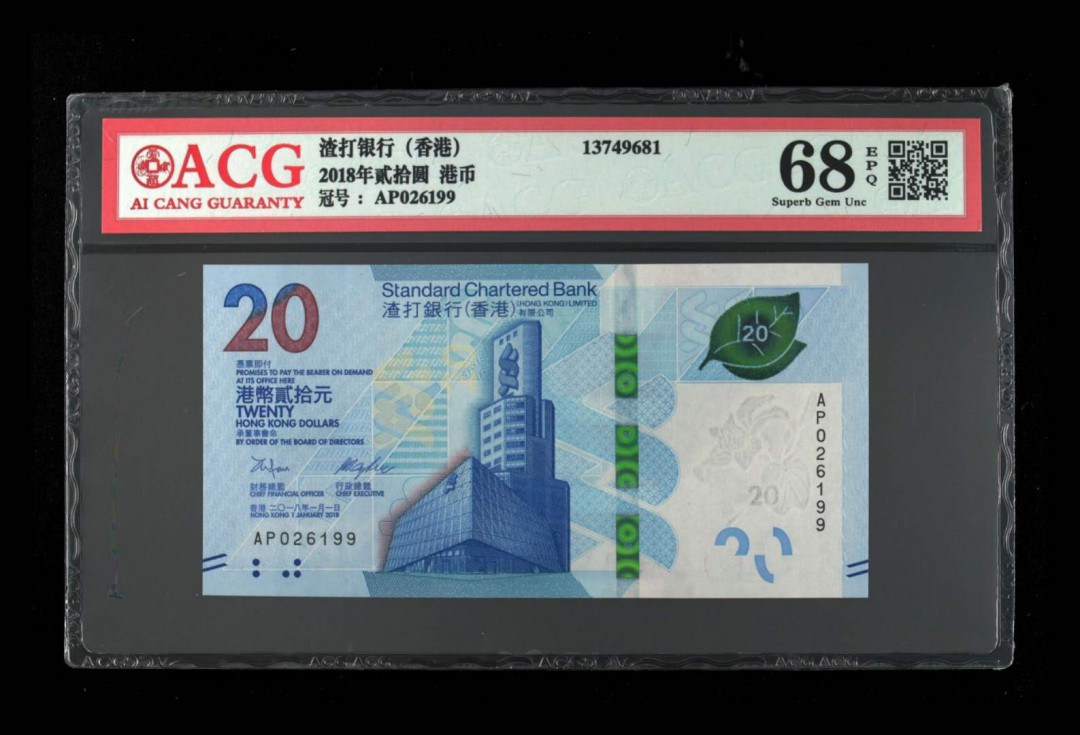 ACG
AI CANG GUARANTY
渣打银行（香港）
2018年贰拾圆 港币
冠号：AP026199
13749681
68
EPQ
Superb Gem Unc
20
Standard Chartered Bank
(HONG KONG) LIMITED
渣打銀行(香港)有限公司
憑票即付
PROMISES TO PAY THE BEARER ON DEMAND
AT ITS OFFICE HERE
港幣貳拾元
TWENTY
HONG KONG DOLLARS
承董事會命
BY ORDER OF THE BOARD OF DIRECTORS
財務總監
CHIEF FINANCIAL OFFICER
行政總裁
CHIEF EXECUTIVE
香港 二〇一八年一月一日
HONG KONG 1 JANUARY 2018
AP026199
20
AP026199
20